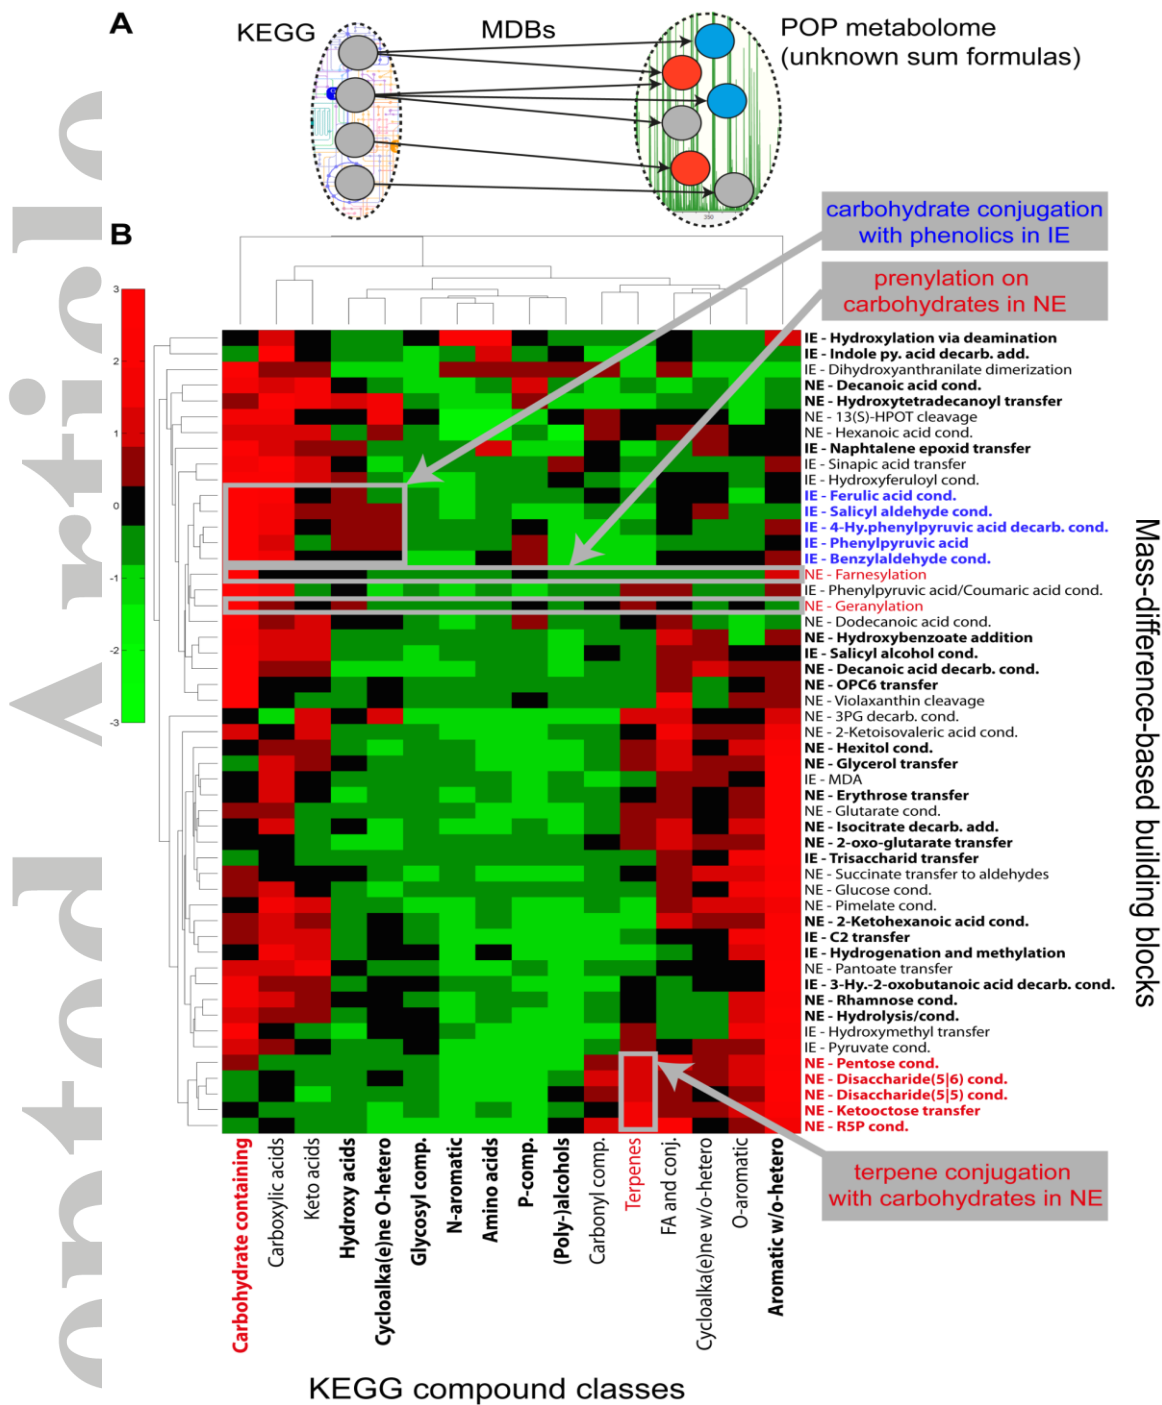 A
KEGG
MDBs
POP metabolome
(unknown sum formulas)
B
carbohydrate conjugation
with phenolics in IE
prenylation on
carbohydrates in NE
3
2
1
0
-1
-2
-3
IE - Hydroxylation via deamination
IE - Indole py. acid decarb. add.
IE - Dihydroxyanthranilate dimerization
NE - Decanoic acid cond.
NE - Hydroxytetradecanoyl transfer
NE - 13(S)-HPOT cleavage
NE - Hexanoic acid cond.
IE - Naphtalene epoxid transfer
IE - Sinapic acid transfer
IE - Hydroxyferuloyl cond.
IE - Ferulic acid cond.
IE - Salicyl aldehyde cond.
IE - 4-Hy.phenylpyruvic acid decarb. cond.
IE - Phenylpyruvic acid
IE - Benzylaldehyde cond.
NE - Farnesylation
IE - Phenylpyruvic acid/Coumaric acid cond.
NE - Geranylation
NE - Dodecanoic acid cond.
NE - Hydroxybenzoate addition
IE - Salicyl alcohol cond.
NE - Decanoic acid decarb. cond.
NE - OPC6 transfer
NE - Violaxanthin cleavage
NE - 3PG decarb. cond.
NE - 2-Ketoisovaleric acid cond.
NE - Hexitol cond.
NE - Glycerol transfer
IE - MDA
NE - Erythrose transfer
NE - Glutarate cond.
NE - Isocitrate decarb. add.
NE - 2-oxo-glutarate transfer
IE - Trisaccharid transfer
NE - Succinate transfer to aldehydes
NE - Glucose cond.
NE - Pimelate cond.
NE - 2-Ketohexanoic acid cond.
IE - C2 transfer
IE - Hydrogenation and methylation
NE - Pantoate transfer
IE - 3-Hy.-2-oxobutanoic acid decarb. cond.
NE - Rhamnose cond.
NE - Hydrolysis/cond.
IE - Hydroxymethyl transfer
IE - Pyruvate cond.
NE - Pentose cond.
NE - Disaccharide(5|6) cond.
NE - Disaccharide(5|5) cond.
NE - Ketooctose transfer
NE - R5P cond.
Mass-difference-based building blocks
terpene conjugation
with carbohydrates in NE
Carbohydrate containing
Carboxylic acids
Keto acids
Hydroxy acids
Cycloalka(e)ne O-hetero
Glycosyl comp.
N-aromatic
Amino acids
P-comp.
(Poly-)alcohols
Carbonyl comp.
Terpenes
FA and conj.
Cycloalka(e)ne w/o-hetero
O-aromatic
Aromatic w/o-hetero
KEGG compound classes